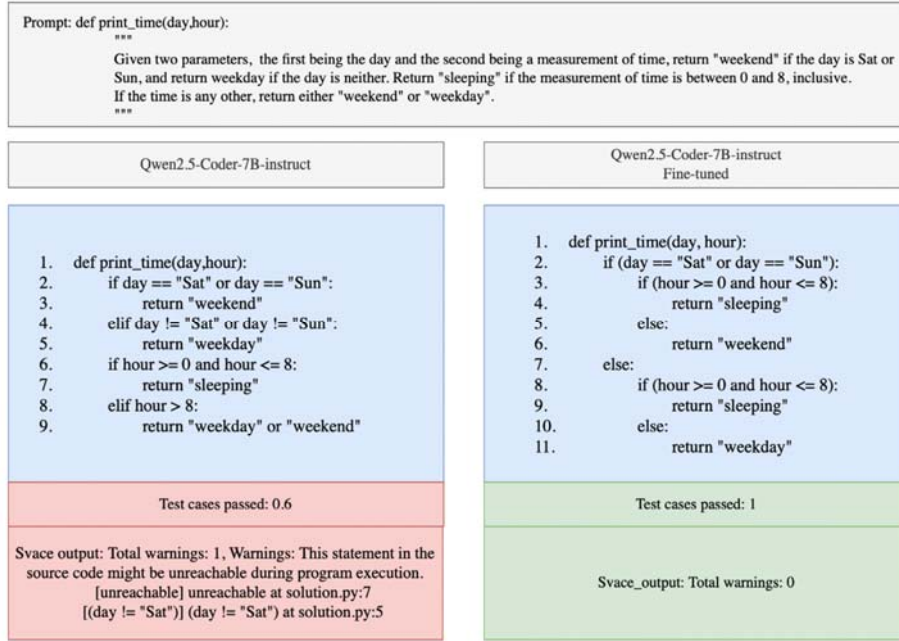 Prompt: def print_time(day,hour):
"""
Given two parameters, the first being the day and the second being a measurement of time, return "weekend" if the day is Sat or
Sun, and return weekday if the day is neither. Return "sleeping" if the measurement of time is between 0 and 8, inclusive.
If the time is any other, return either "weekend" or "weekday".
"""
Qwen2.5-Coder-7B-instruct
1. def print_time(day,hour):
2. if day == "Sat" or day == "Sun":
3. return "weekend"
4. elif day != "Sat" or day != "Sun":
5. return "weekday"
6. if hour >= 0 and hour <= 8:
7. return "sleeping"
8. elif hour > 8:
9. return "weekday" or "weekend"
Test cases passed: 0.6
Svace output: Total warnings: 1, Warnings: This statement in the
source code might be unreachable during program execution.
[unreachable] unreachable at solution.py:7
[(day != "Sat")] (day != "Sat") at solution.py:5
Qwen2.5-Coder-7B-instruct
Fine-tuned
1. def print_time(day, hour):
2. if (day == "Sat" or day == "Sun"):
3. if (hour >= 0 and hour <= 8):
4. return "sleeping"
5. else:
6. return "weekend"
7. else:
8. if (hour >= 0 and hour <= 8):
9. return "sleeping"
10. else:
11. return "weekday"
Test cases passed: 1
Svace_output: Total warnings: 0